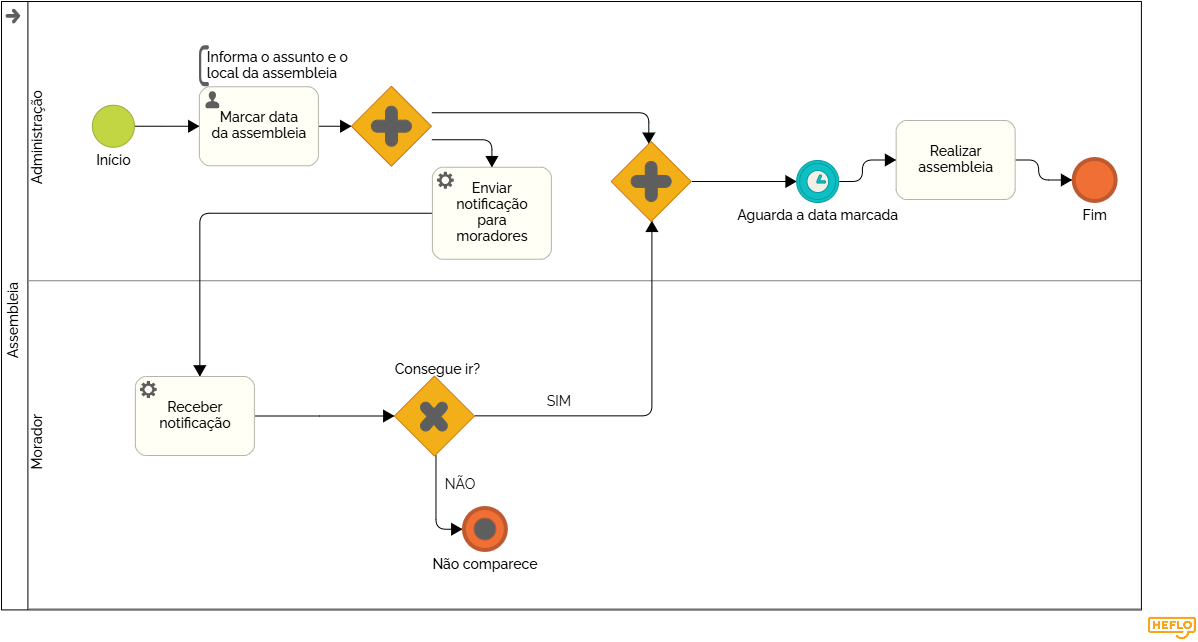 Assembleia
Administração
Informa o assunto e o
local da assembleia
Início
Marcar data
da assembleia
Enviar
notificação
para
moradores
Aguarda a data marcada
Realizar
assembleia
Fim
Morador
Receber
notificação
Consegue ir?
SIM
NÃO
Não comparece
HEFLO